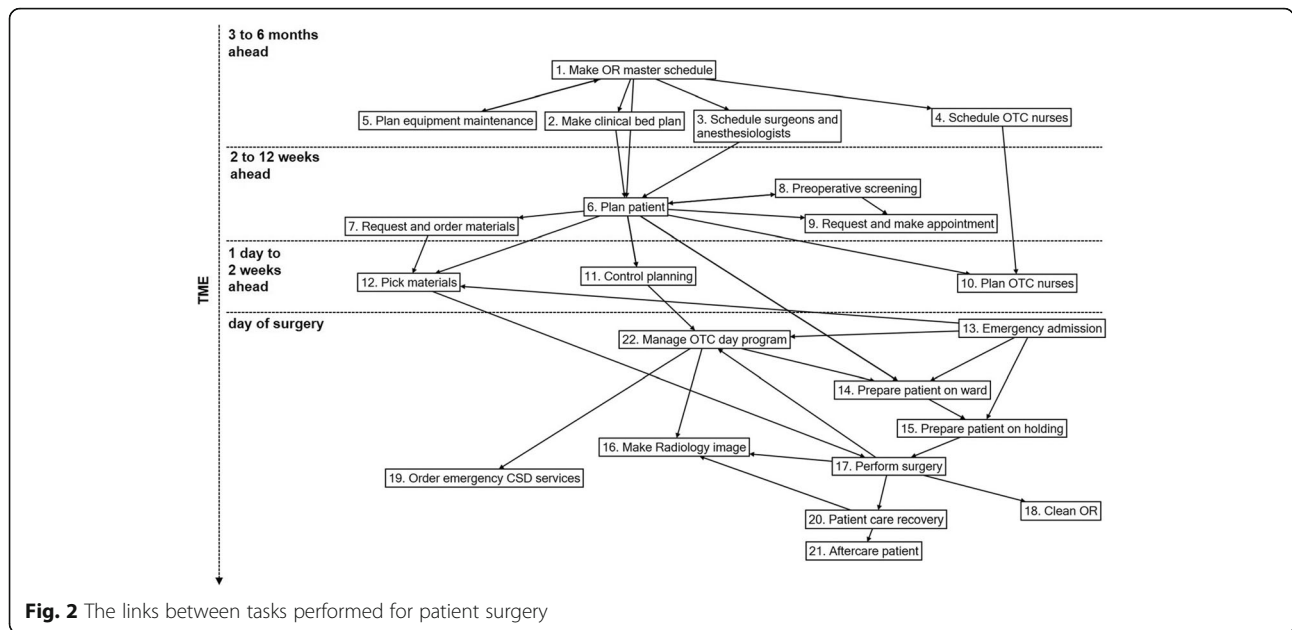 3 to 6 months
ahead
1. Make OR master schedule
5. Plan equipment maintenance
2. Make clinical bed plan
3. Schedule surgeons and
anesthesiologists
4. Schedule OTC nurses
2 to 12 weeks
ahead
8. Preoperative screening
6. Plan patient
7. Request and order materials
9. Request and make appointment
1 day to
2 weeks
ahead
12. Pick materials
11. Control planning
10. Plan OTC nurses
TME
day of surgery
13. Emergency admission
22. Manage OTC day program
14. Prepare patient on ward
15. Prepare patient on holding
16. Make Radiology image
17. Perform surgery
19. Order emergency CSD services
18. Clean OR
20. Patient care recovery
21. Aftercare patient
Fig. 2 The links between tasks performed for patient surgery